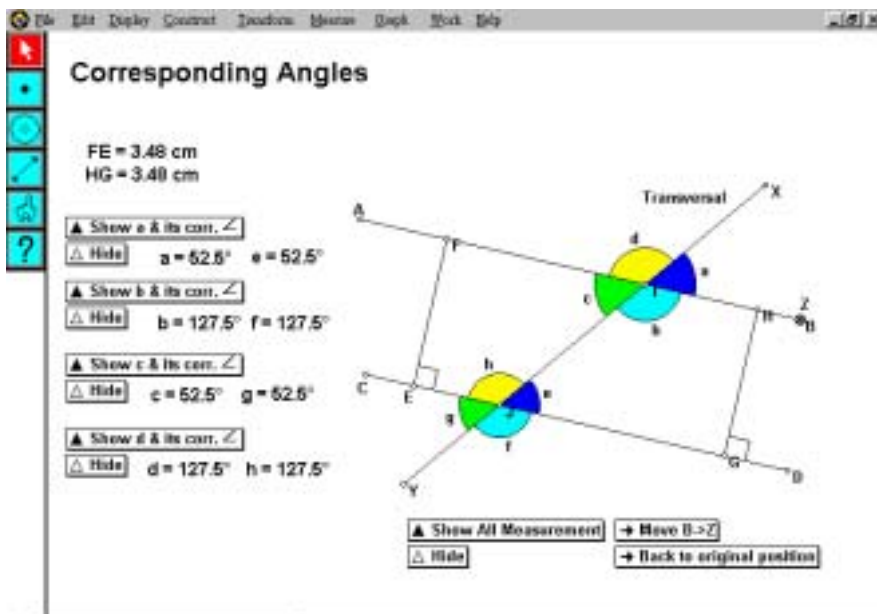 File Edit Display Construct Transform Measure Graph Work Help
Corresponding Angles
FE = 3.48 cm
HG = 3.48 cm
▲ Show a & its corr. ∠
△ Hide a = 52.5° e = 52.5°
▲ Show b & its corr. ∠
△ Hide b = 127.5° f = 127.5°
▲ Show c & its corr. ∠
△ Hide c = 52.5° g = 52.5°
▲ Show d & its corr. ∠
△ Hide d = 127.5° h = 127.5°
Transversal
X
A
F
d
a
c
I
b
H
Z
B
C
E
h
e
g
J
f
G
D
Y
▲ Show All Measurement
→ Move B->Z
△ Hide
→ Back to original position
?